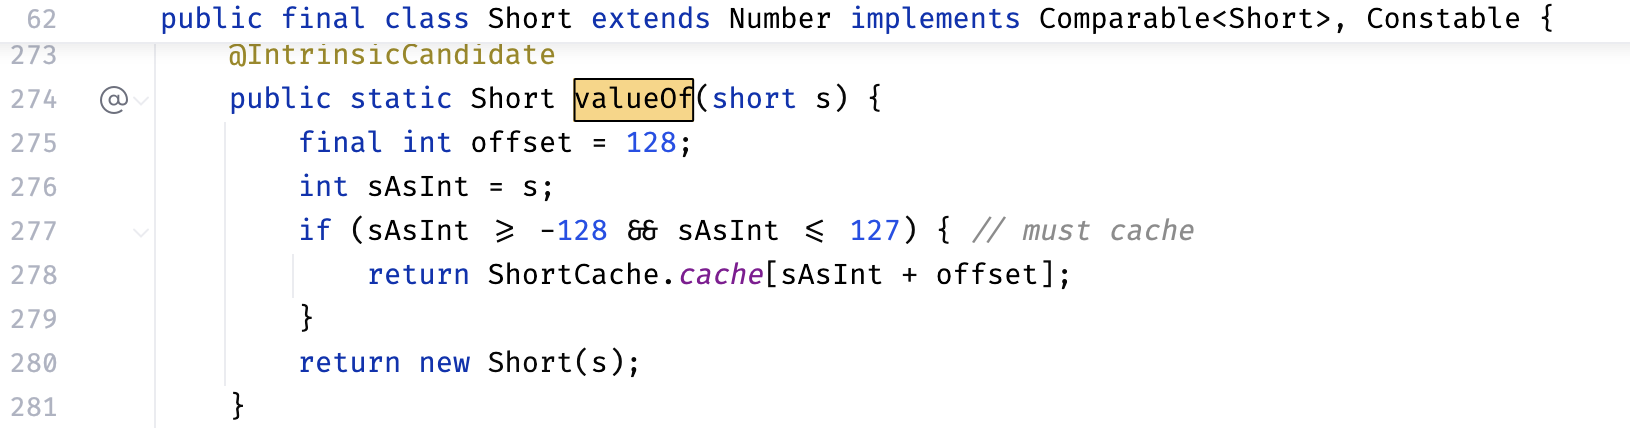 62 public final class Short extends Number implements Comparable<Short>, Constable {
273 @IntrinsicCandidate
274 @ public static Short valueOf(short s) {
275 final int offset = 128;
276 int sAsInt = s;
277 if (sAsInt >= -128 && sAsInt <= 127) { // must cache
278 return ShortCache.cache[sAsInt + offset];
279 }
280 return new Short(s);
281 }